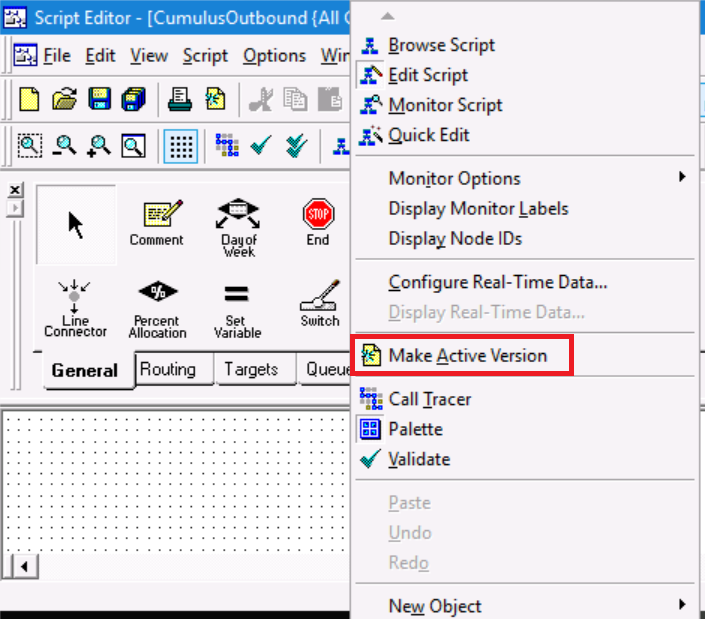 Script Editor - [CumulusOutbound {All
File Edit View Script Options
Comment
Day of
Week
STOP
End
Line
Connector
%
Percent
Allocation
Set
Variable
Switch
General Routing Targets
Browse Script
Edit Script
Monitor Script
Quick Edit
Monitor Options
Display Monitor Labels
Display Node IDs
Configure Real-Time Data...
Display Real-Time Data...
Make Active Version
Call Tracer
Palette
Validate
Paste
Undo
Redo
New Object